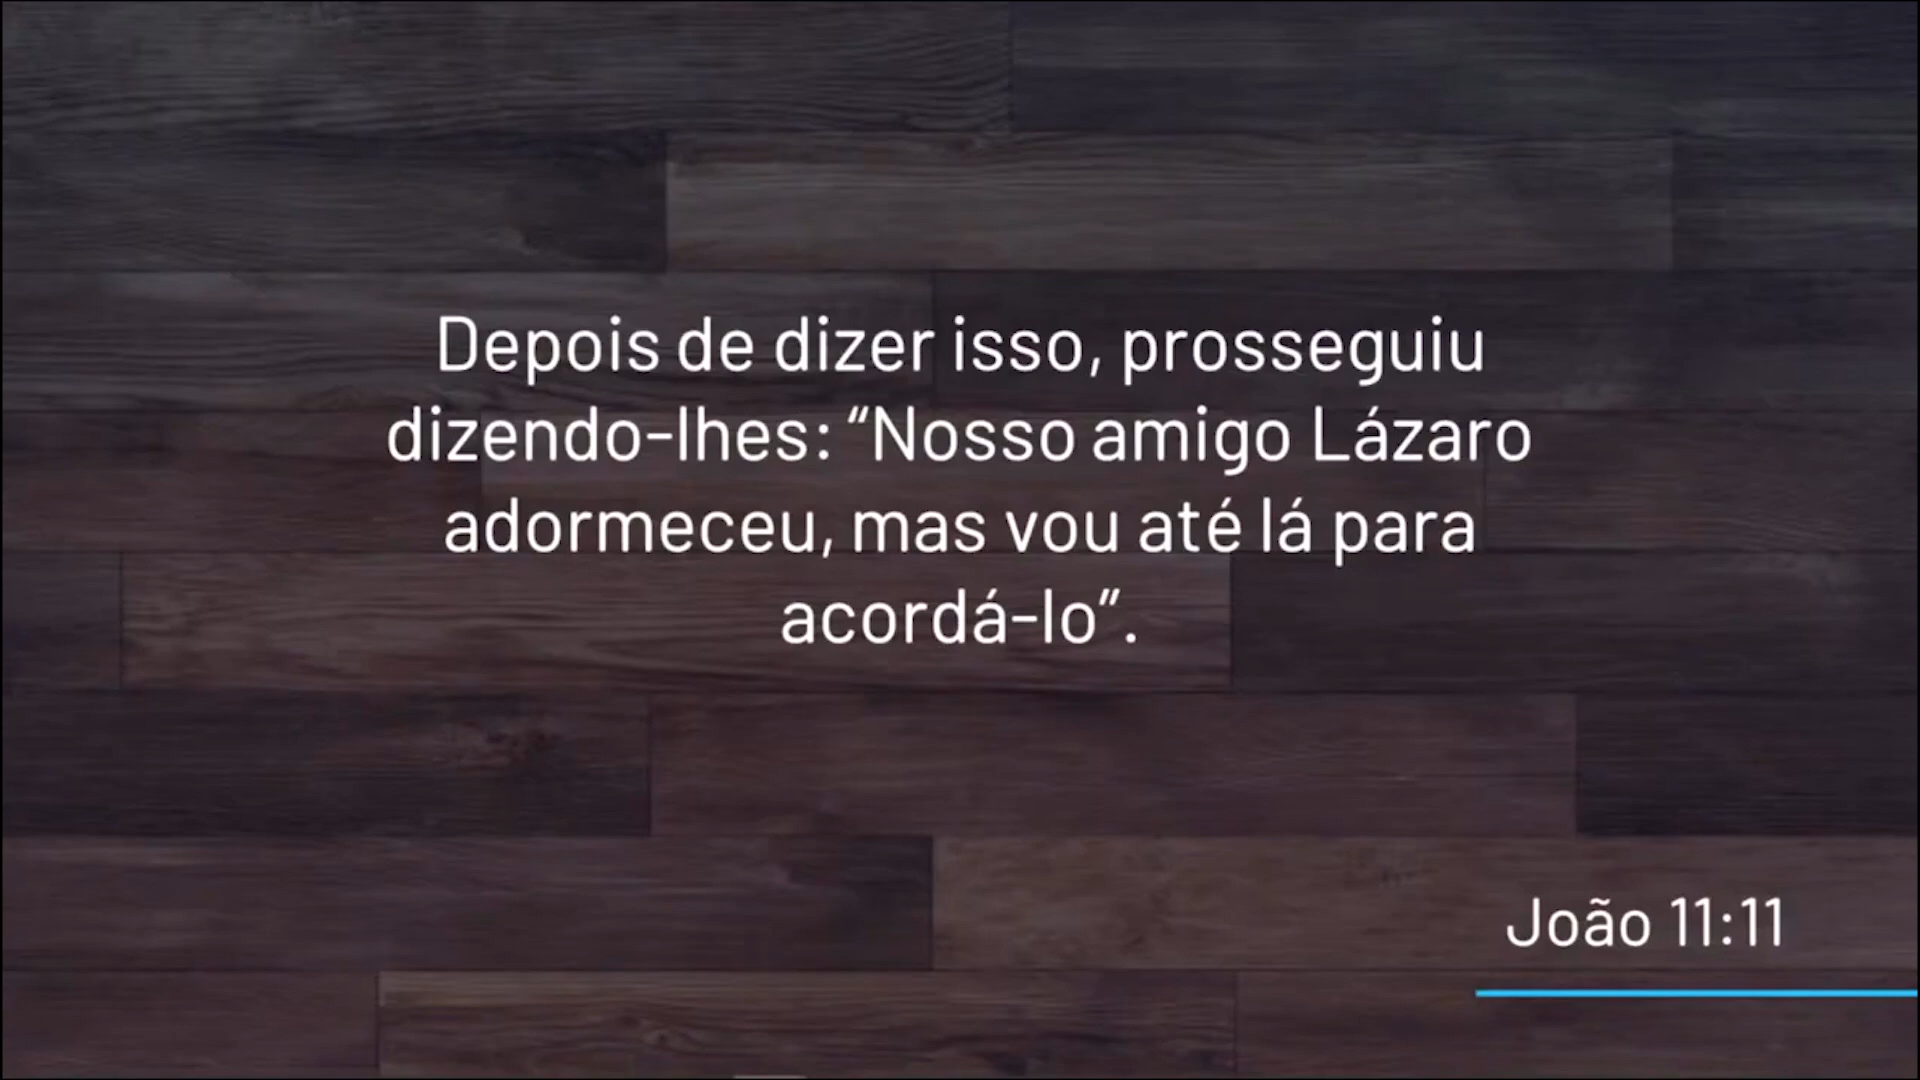 Depois de dizer isso, prosseguiu
dizendo-lhes: “Nosso amigo Lázaro
adormeceu, mas vou até lá para
acordá-lo”.
João 11:11